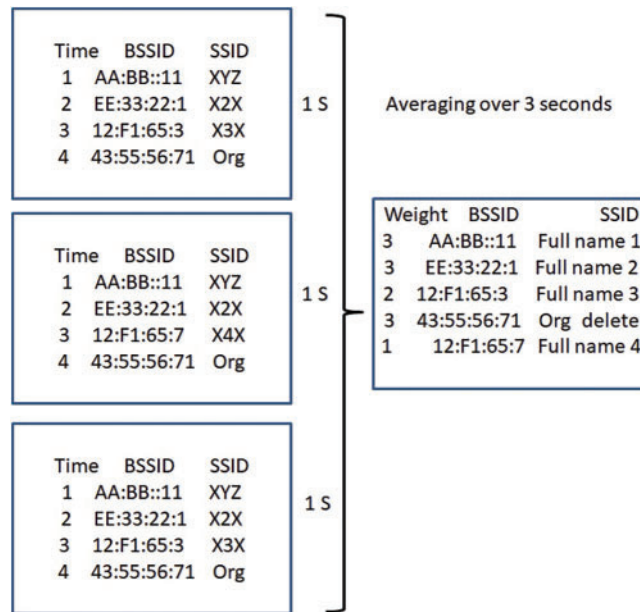 Time BSSID SSID
1 AA:BB::11 XYZ
2 EE:33:22:1 X2X
3 12:F1:65:3 X3X
4 43:55:56:71 Org
1 S
Time BSSID SSID
1 AA:BB::11 XYZ
2 EE:33:22:1 X2X
3 12:F1:65:7 X4X
4 43:55:56:71 Org
1 S
Time BSSID SSID
1 AA:BB::11 XYZ
2 EE:33:22:1 X2X
3 12:F1:65:3 X3X
4 43:55:56:71 Org
1 S
Averaging over 3 seconds
Weight BSSID SSID
3 AA:BB::11 Full name 1
3 EE:33:22:1 Full name 2
2 12:F1:65:3 Full name 3
3 43:55:56:71 Org delete
1 12:F1:65:7 Full name 4